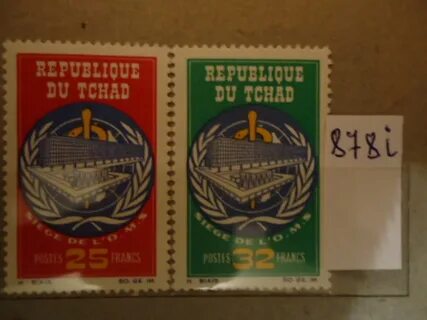 REPUBLIQUE
DU TCHAD
SIEGE DE L'O.M.S
POSTES 25 FRANCS
REPUBLIQUE
DU TCHAD
SIEGE DE L'O.M.S
POSTES 32 FRANCS
878i